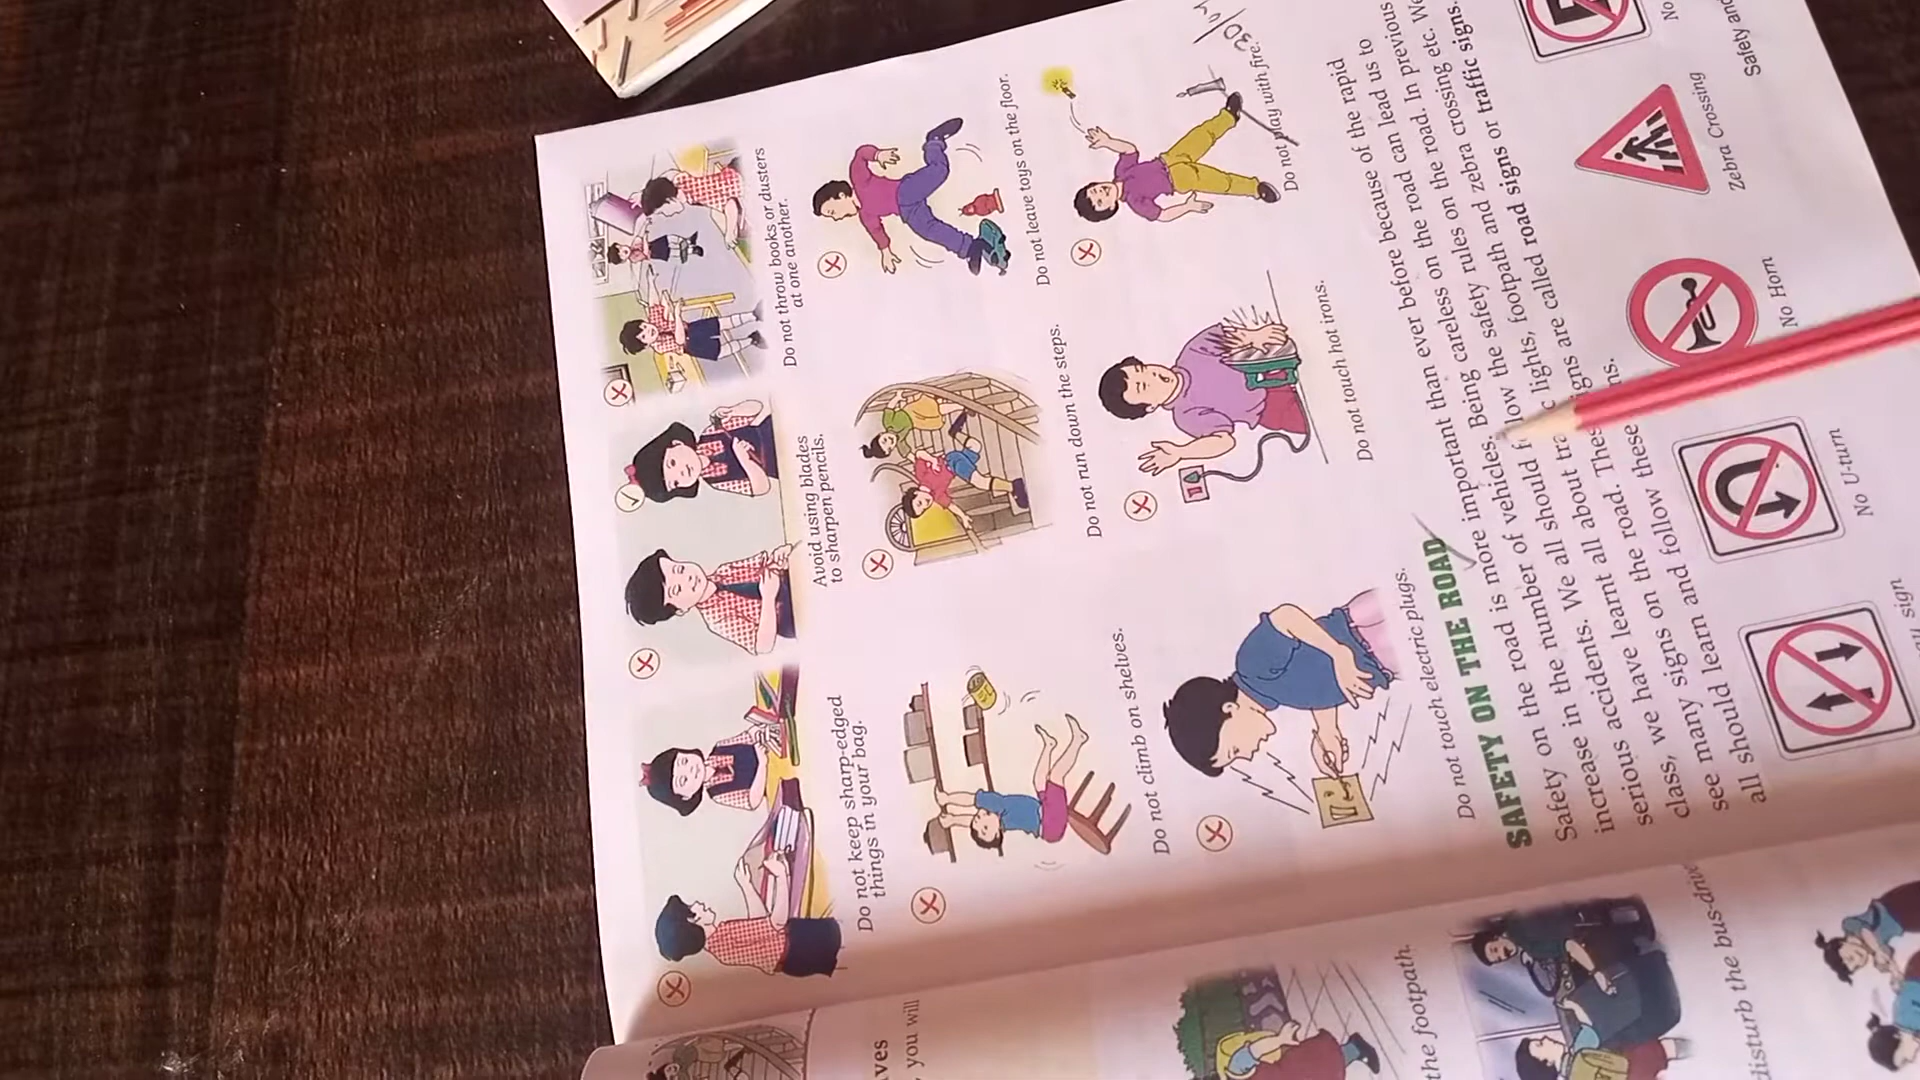 Do not keep sharp-edged
things in your bag.
Avoid using blades
to sharpen pencils.
Do not throw books or dusters
at one another.
Do not climb on shelves.
Do not run down the steps.
Do not leave toys on the floor.
Do not touch electric plugs.
Do not touch hot irons.
Do not play with fire.
30/04
SAFETY ON THE ROAD
Safety on the road is more important than ever before because of the rapid
increase in the number of vehicles. Being careless on the road can lead us to
serious accidents. We all should follow the safety rules on the road. In previous
class, we have learnt all about traffic lights, footpath and zebra crossing etc. We
see many signs on the road. These signs are called road signs or traffic signs.
all should learn and follow these
sign
No U-turn
No Horn
Zebra Crossing
No
Safety and
you will
the footpath.
disturb the bus-driv